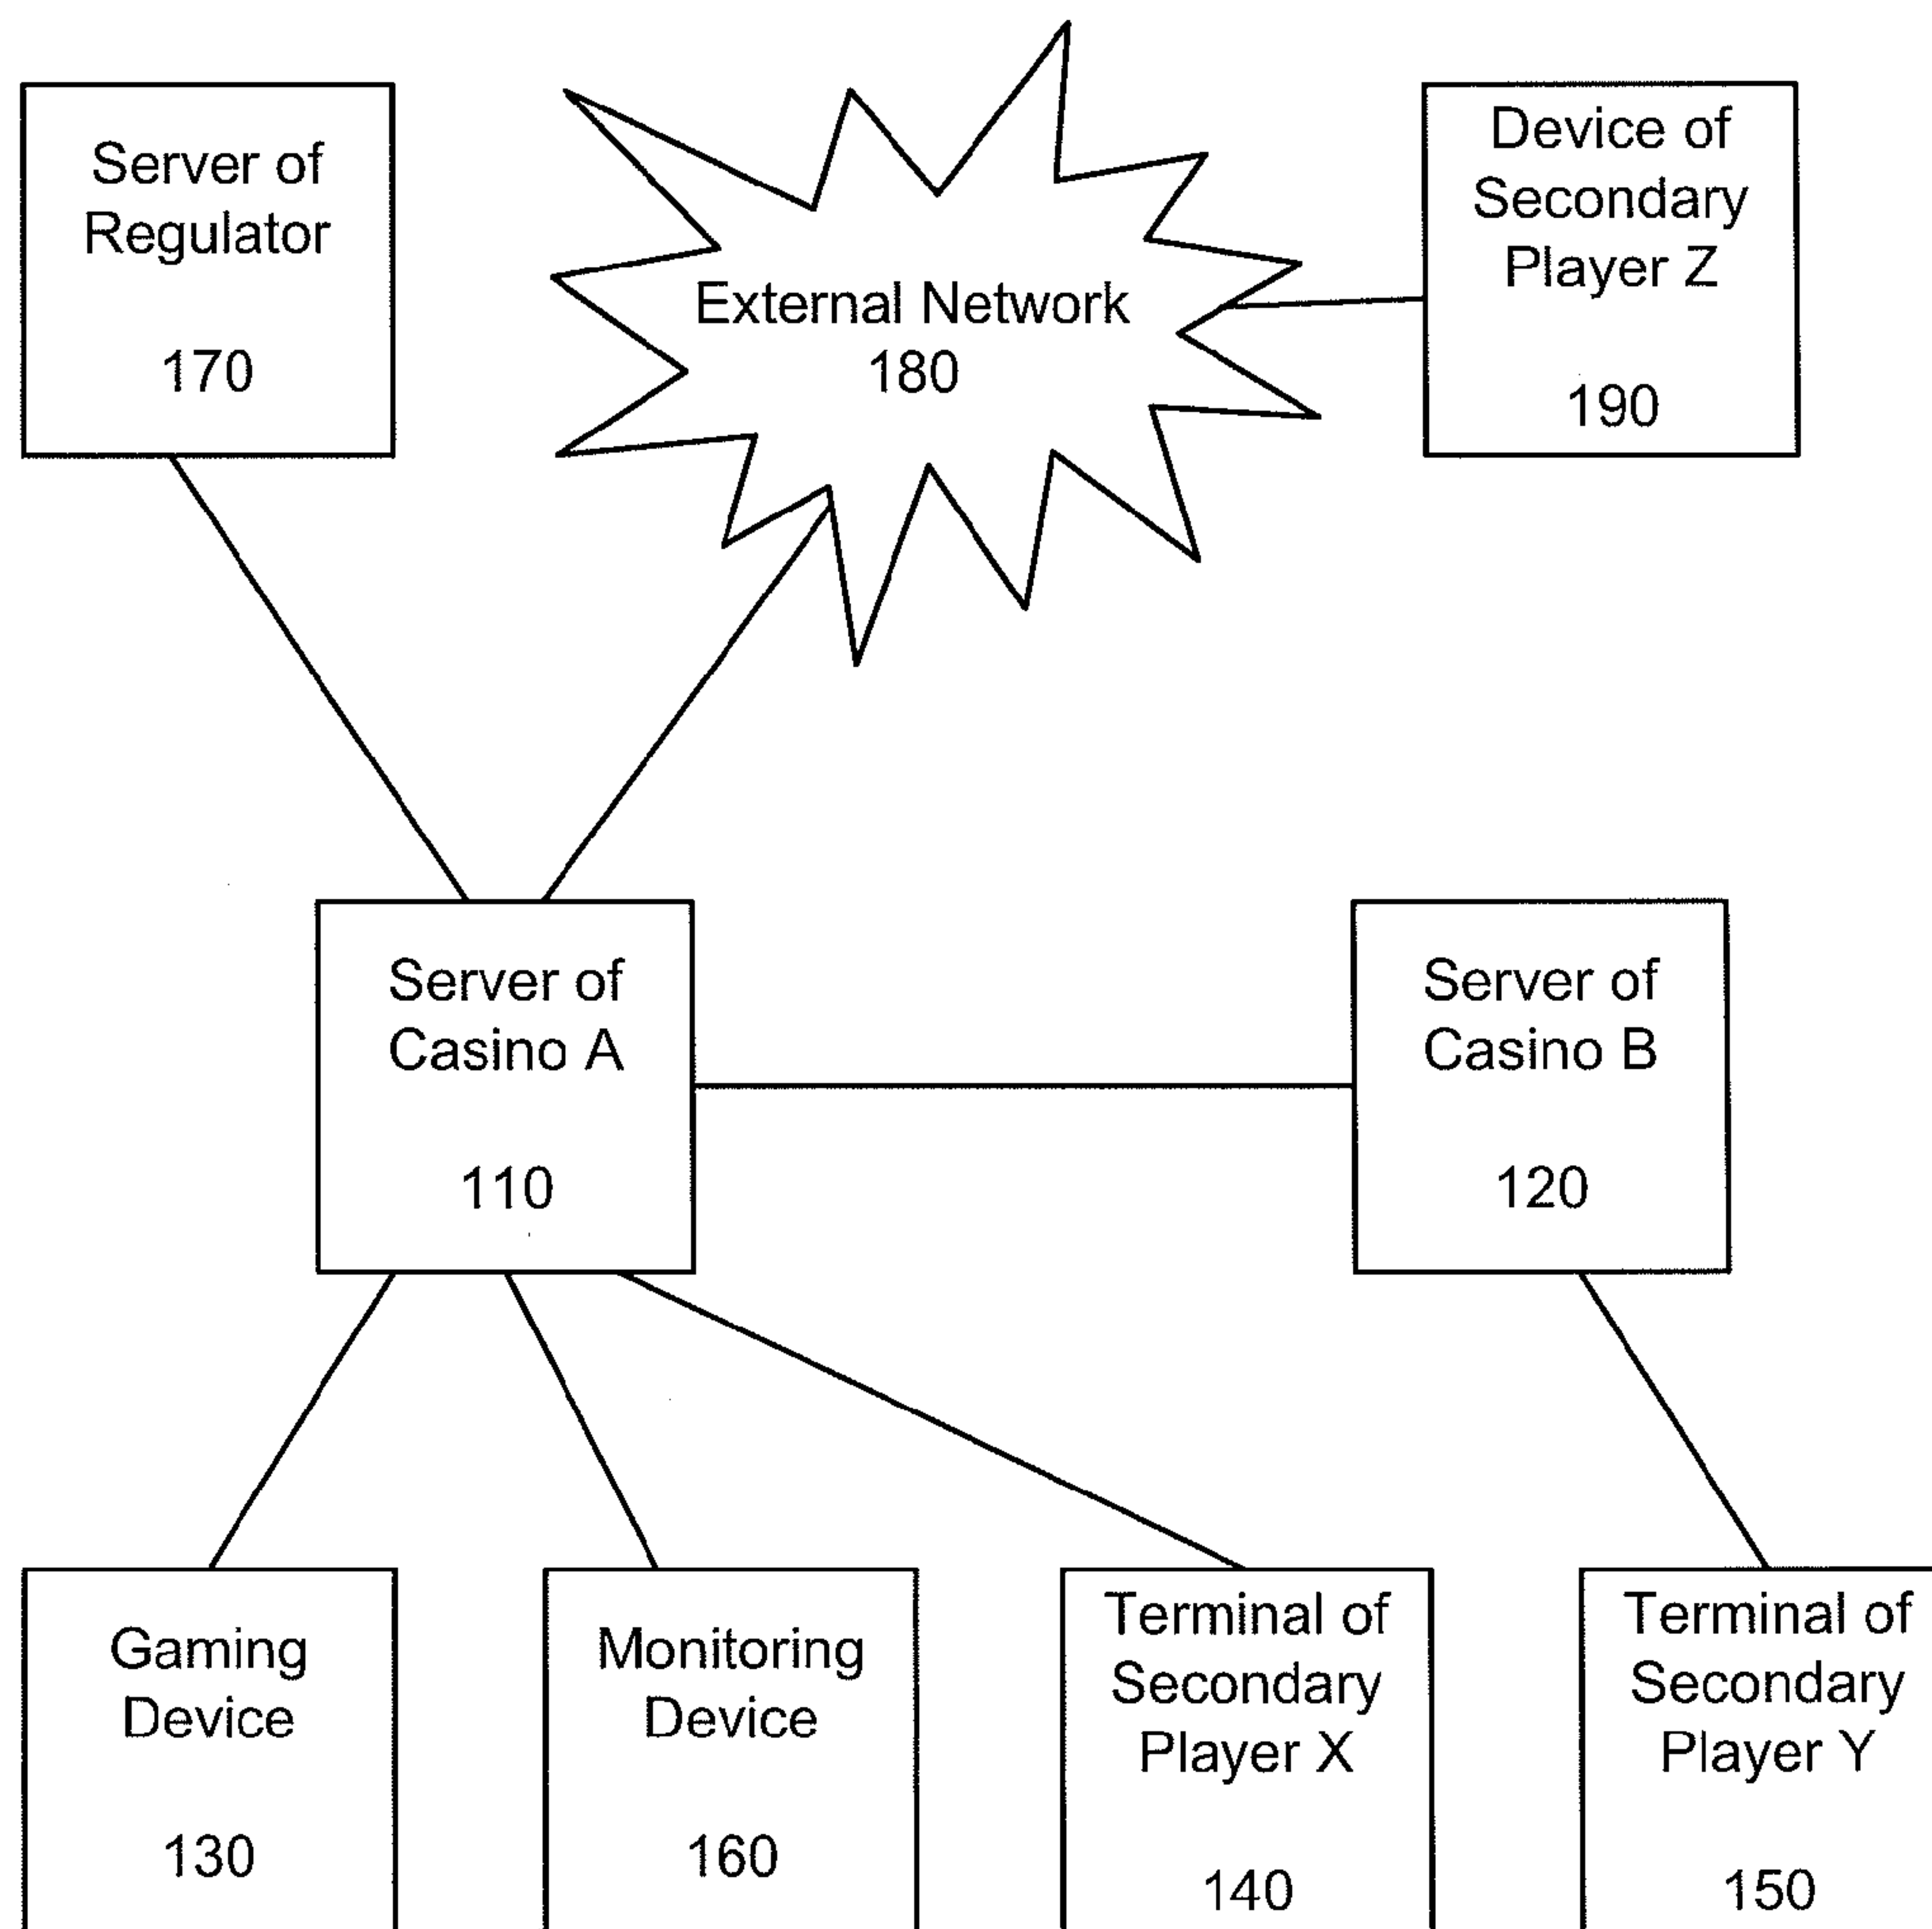 Server of
Regulator
170
External Network
180
Device of
Secondary
Player Z
190
Server of
Casino A
110
Server of
Casino B
120
Gaming
Device
130
Monitoring
Device
160
Terminal of
Secondary
Player X
140
Terminal of
Secondary
Player Y
150